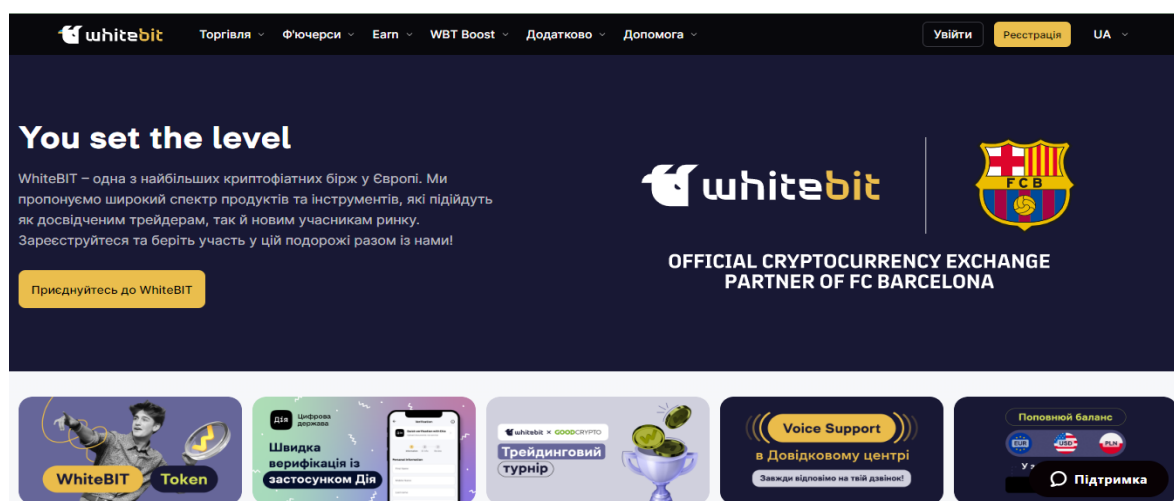 whitebit Торгівля Ф'ючерси Earn WBT Boost Додатково Допомога Увійти Реєстрація UA
You set the level
WhiteBIT – одна з найбільших криптофіатних бірж у Європі. Ми
пропонуємо широкий спектр продуктів та інструментів, які підійдуть
як досвідченим трейдерам, так й новим учасникам ринку.
Зареєструйтеся та беріть участь у цій подорожі разом із нами!
Приєднуйтесь до WhiteBIT
whitebit
FCB
OFFICIAL CRYPTOCURRENCY EXCHANGE
PARTNER OF FC BARCELONA
WhiteBIT Token
Дія Цифрова
держава
Швидка
верифікація із
застосунком Дія
whitebit × GOODCRYPTO
Трейдинговий
турнір
Voice Support
в Довідковому центрі
Завжди відповімо на твій дзвінок!
Поповнюй баланс
EUR USD PLN
Підтримка